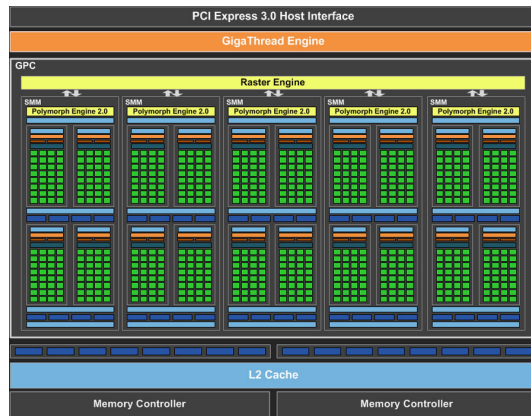 PCI Express 3.0 Host Interface
GigaThread Engine
GPC
Raster Engine
SMM SMM SMM SMM SMM
Polymorph Engine 2.0 Polymorph Engine 2.0 Polymorph Engine 2.0 Polymorph Engine 2.0 Polymorph Engine 2.0
L2 Cache
Memory Controller Memory Controller